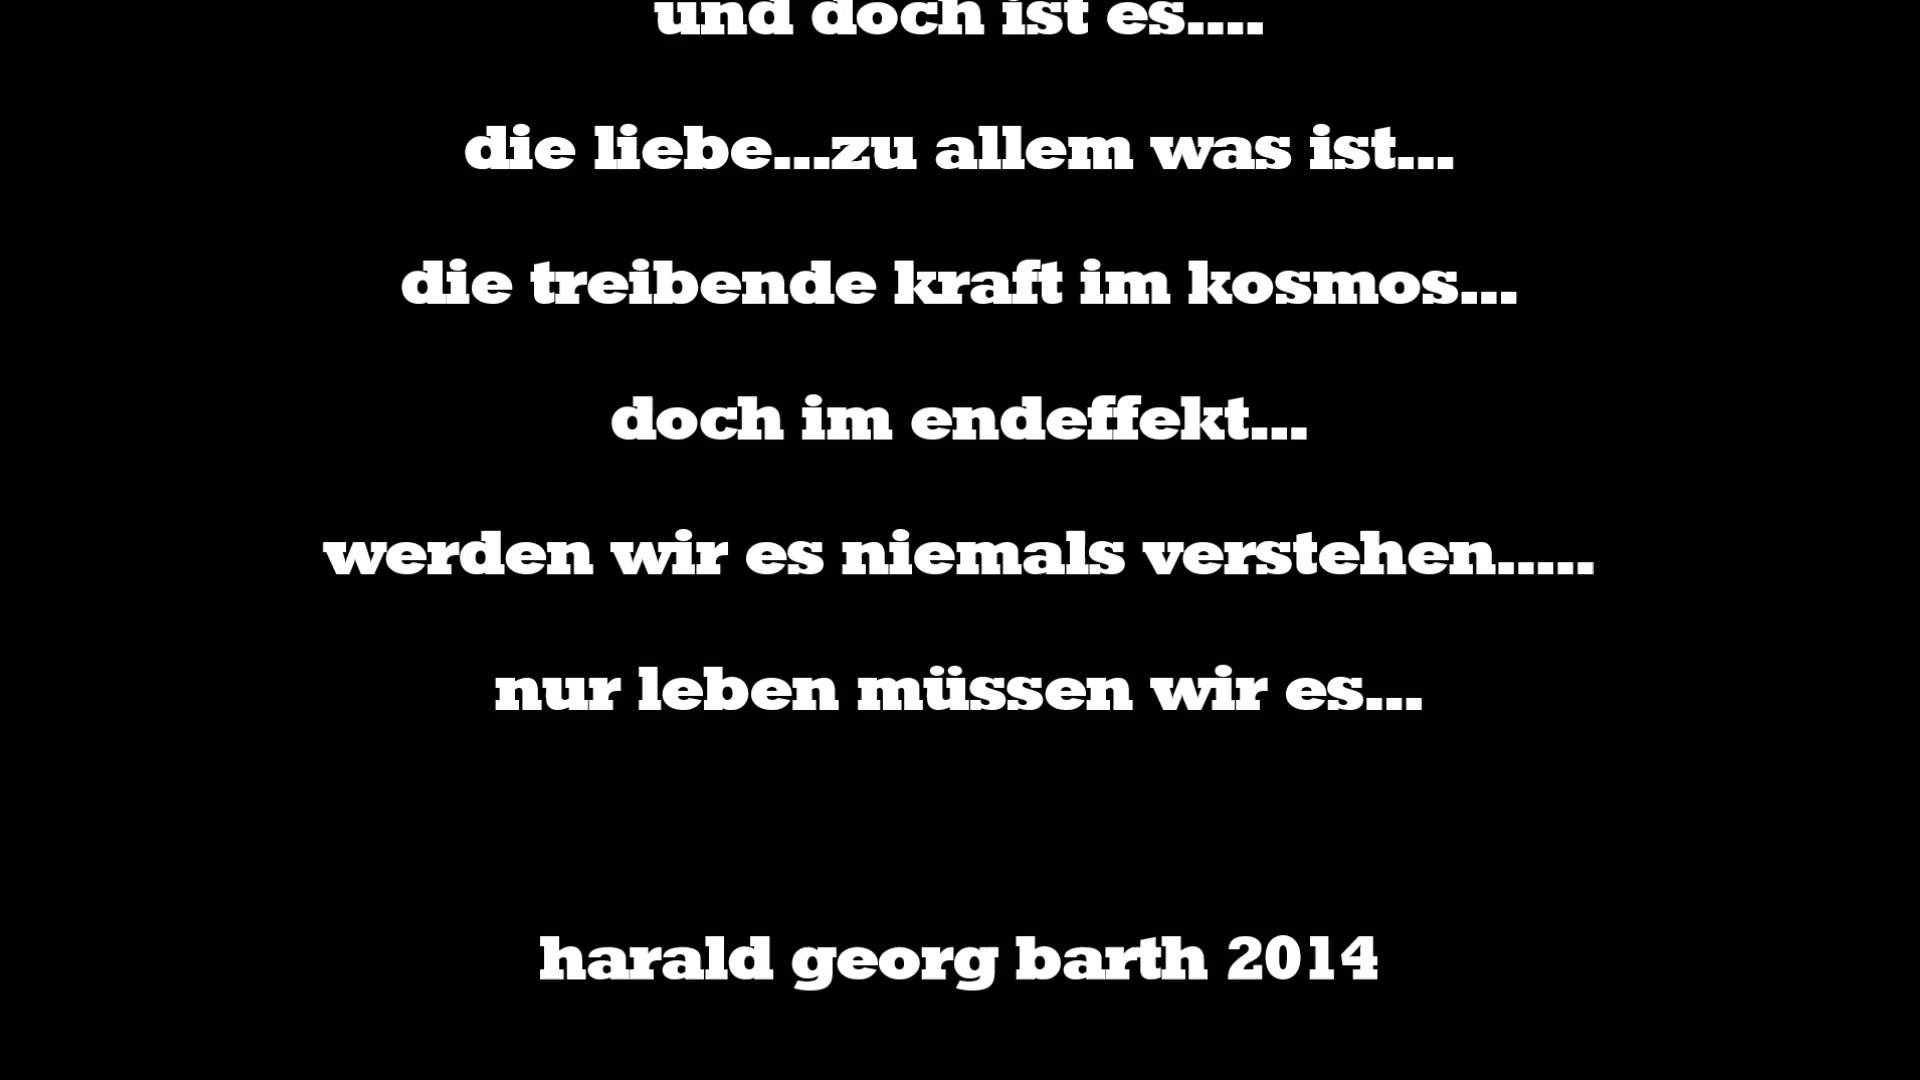 und doch ist es....
die liebe...zu allem was ist...
die treibende kraft im kosmos...
doch im endeffekt...
werden wir es niemals verstehen.....
nur leben müssen wir es...
harald georg barth 2014